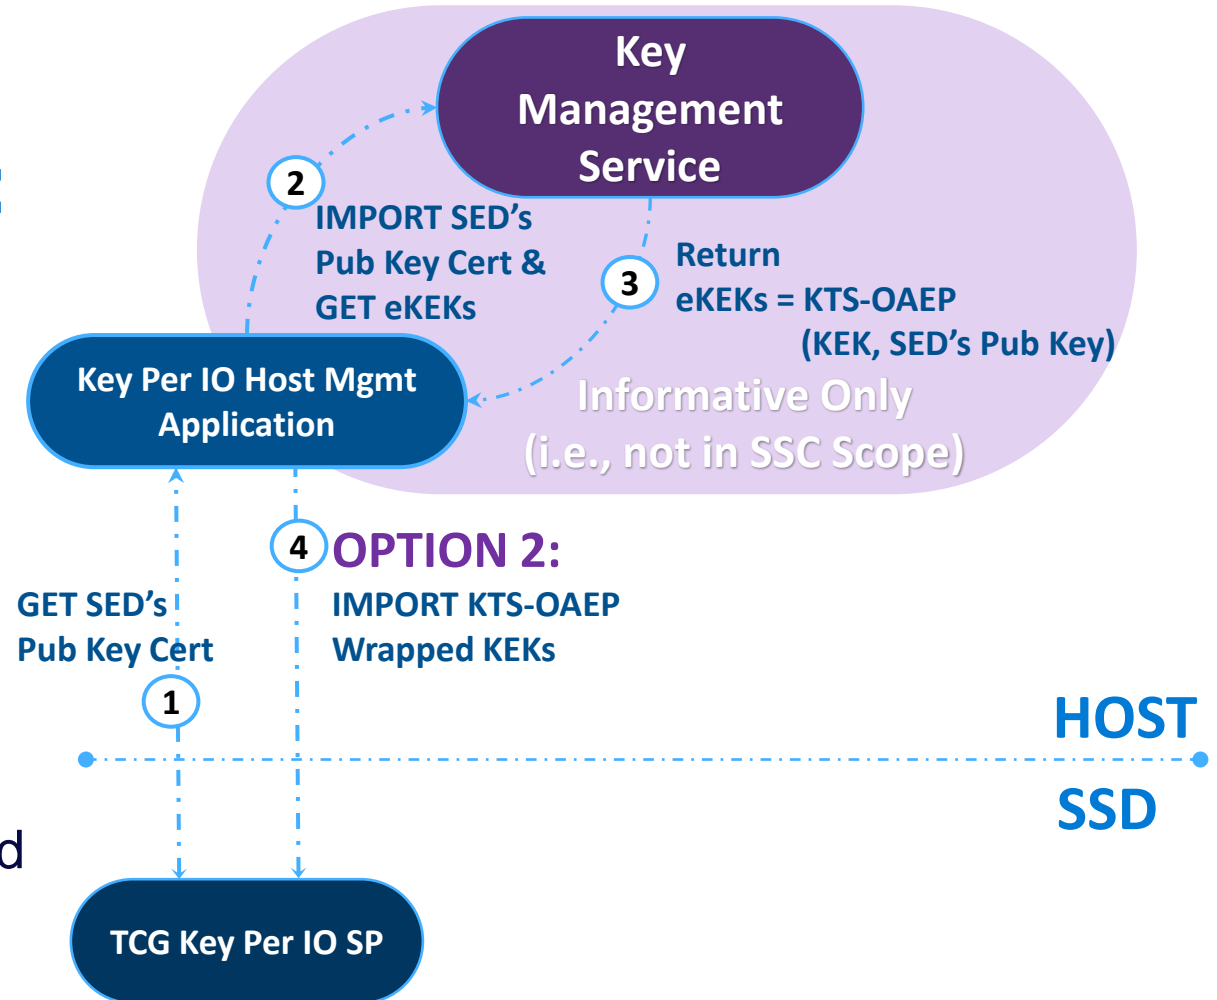 Key
Management
Service
2
IMPORT SED's
Pub Key Cert &
GET eKEKs
3
Return
eKEKs = KTS-OAEP
(KEK, SED's Pub Key)
Key Per IO Host Mgmt
Application
Informative Only
(i.e., not in SSC Scope)
4
OPTION 2:
IMPORT KTS-OAEP
Wrapped KEKs
GET SED's
Pub Key Cert
1
HOST
SSD
d
TCG Key Per IO SP